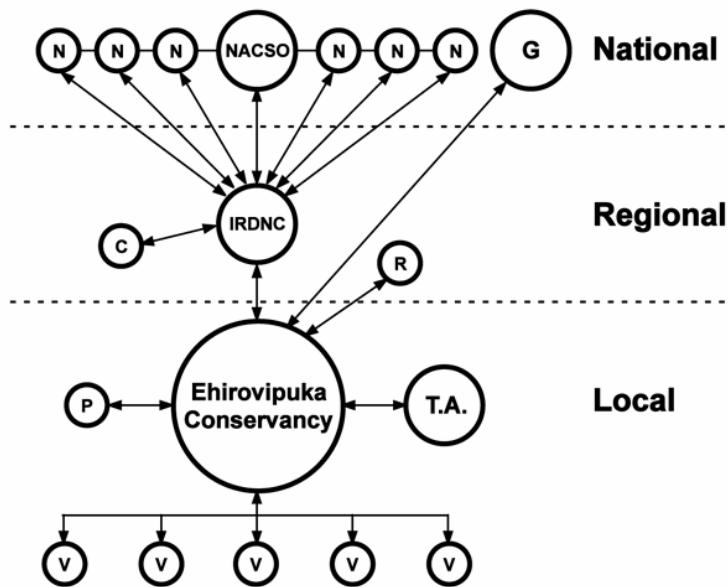 N N N NACSO N N N G National
IRDNC Regional
C
R
Ehirovipuka
Conservancy
P T.A. Local
V V V V V